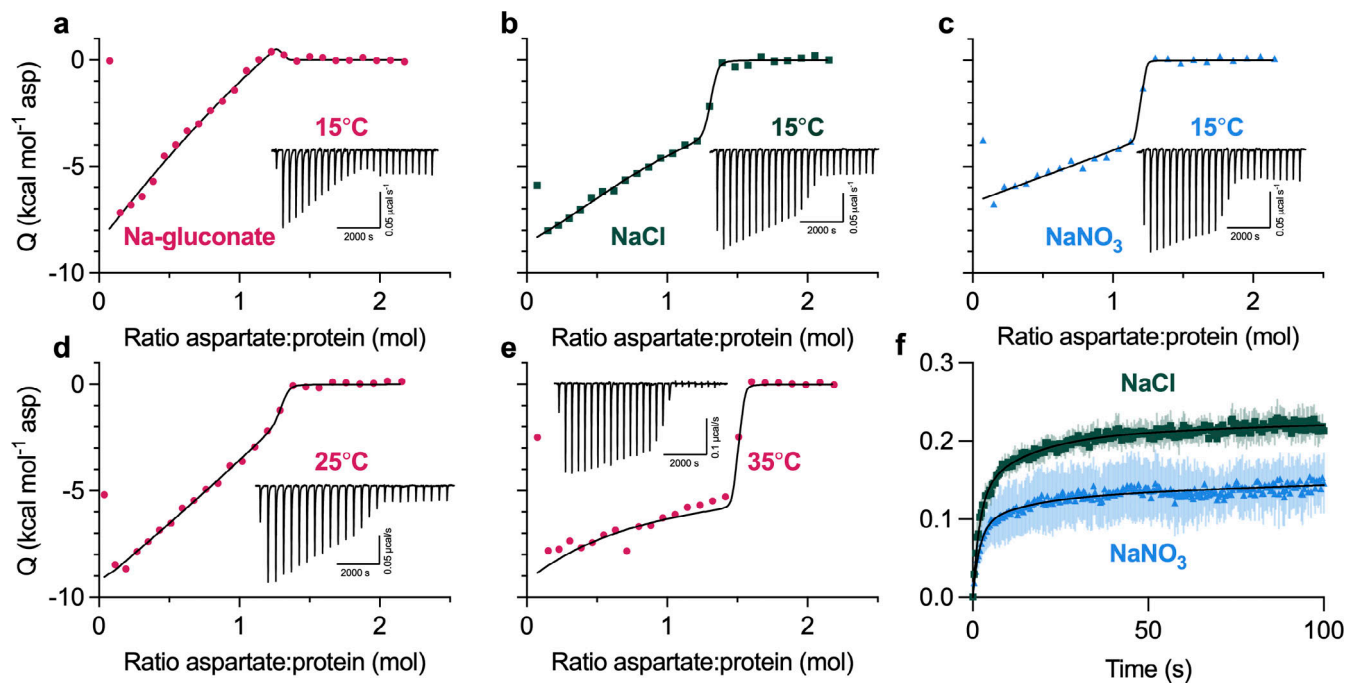 a
b
c
0
-5
-10
Q (kcal mol⁻¹ asp)
15°C
Na-gluconate
2000 s
0.05 µcal s⁻¹
15°C
NaCl
2000 s
0.05 µcal s⁻¹
15°C
NaNO₃
2000 s
0.05 µcal s⁻¹
0 1 2
0 1 2
0 1 2
Ratio aspartate:protein (mol)
Ratio aspartate:protein (mol)
Ratio aspartate:protein (mol)
d
e
f
0
-5
-10
Q (kcal mol⁻¹ asp)
25°C
2000 s
0.05 µcal/s
2000 s
0.1 µcal/s
35°C
0.3
0.2
0.1
0.0
NaCl
NaNO₃
0 1 2
0 1 2
0 50 100
Ratio aspartate:protein (mol)
Ratio aspartate:protein (mol)
Time (s)